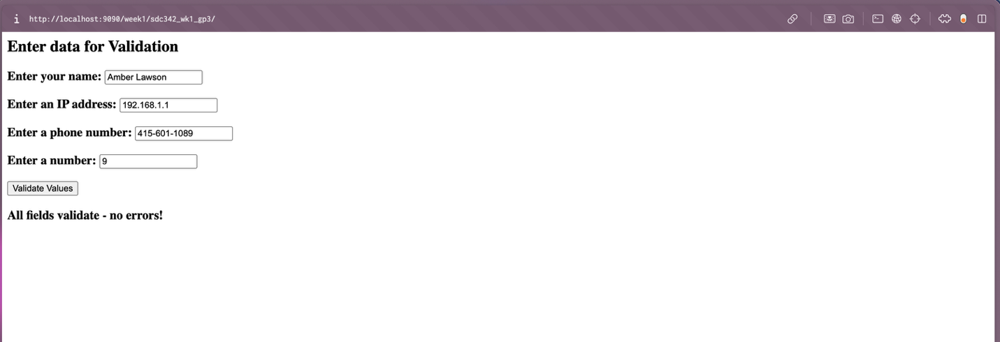 i http://localhost:9090/week1/sdc342_wk1_gp3/
Enter data for Validation
Enter your name: Amber Lawson
Enter an IP address: 192.168.1.1
Enter a phone number: 415-601-1089
Enter a number: 9
Validate Values
All fields validate - no errors!